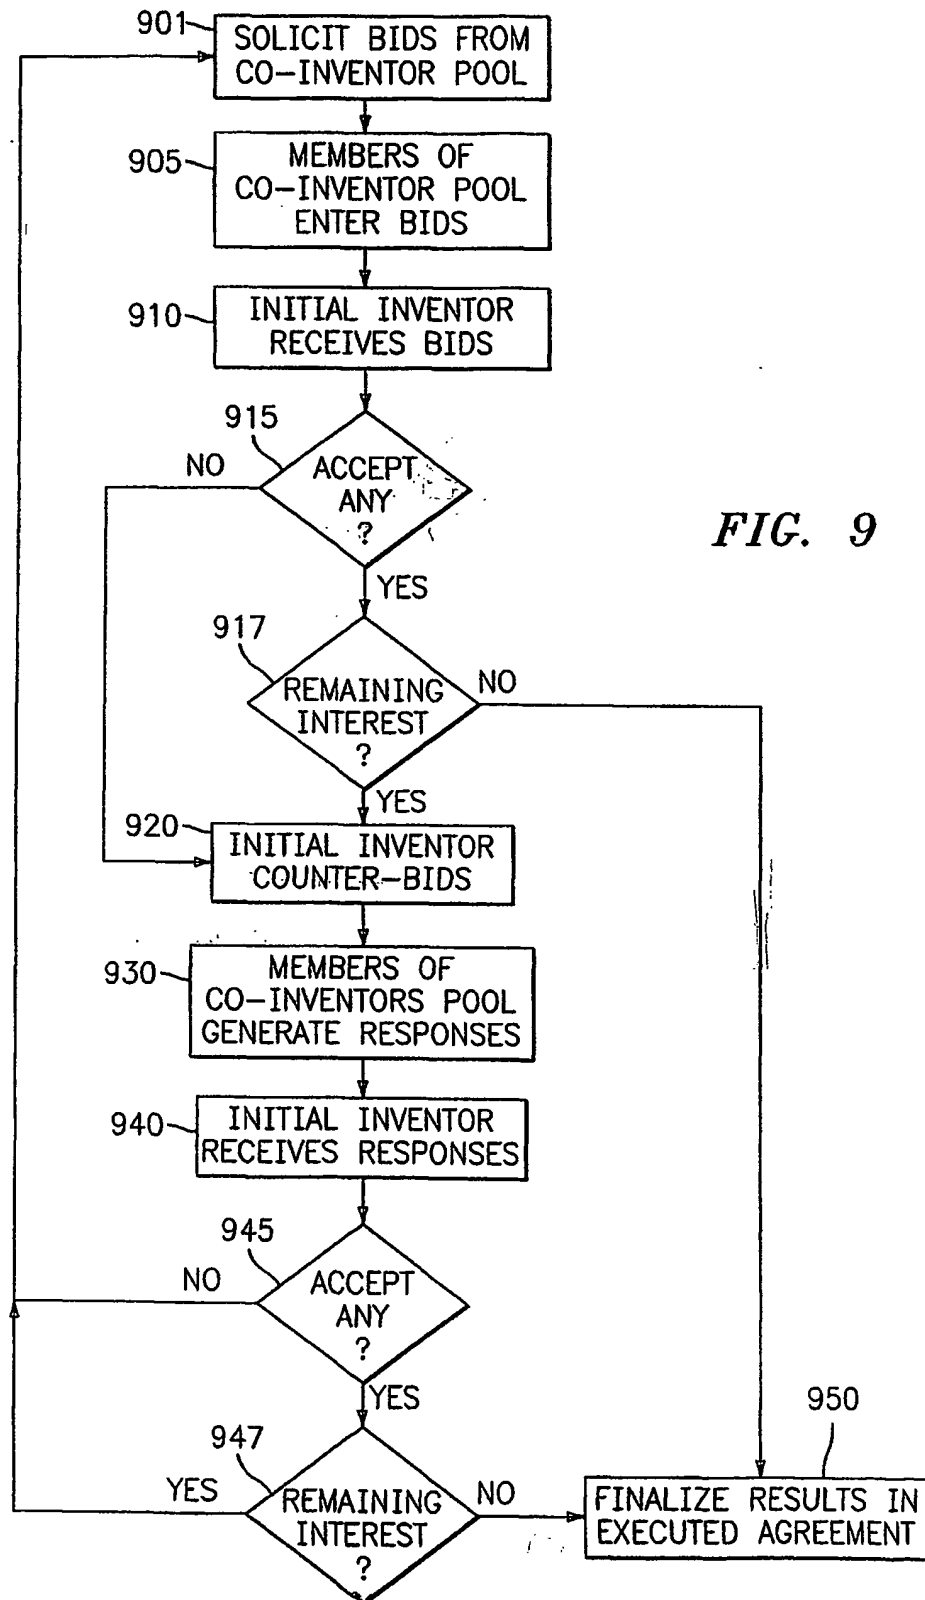 901
SOLICIT BIDS FROM
CO-INVENTOR POOL
905
MEMBERS OF
CO-INVENTOR POOL
ENTER BIDS
910
INITIAL INVENTOR
RECEIVES BIDS
915
NO
ACCEPT
ANY
?
FIG. 9
YES
917
REMAINING
INTEREST
?
NO
YES
920
INITIAL INVENTOR
COUNTER-BIDS
930
MEMBERS OF
CO-INVENTORS POOL
GENERATE RESPONSES
940
INITIAL INVENTOR
RECEIVES RESPONSES
945
NO
ACCEPT
ANY
?
YES
947
YES
REMAINING
INTEREST
?
NO
950
FINALIZE RESULTS IN
EXECUTED AGREEMENT